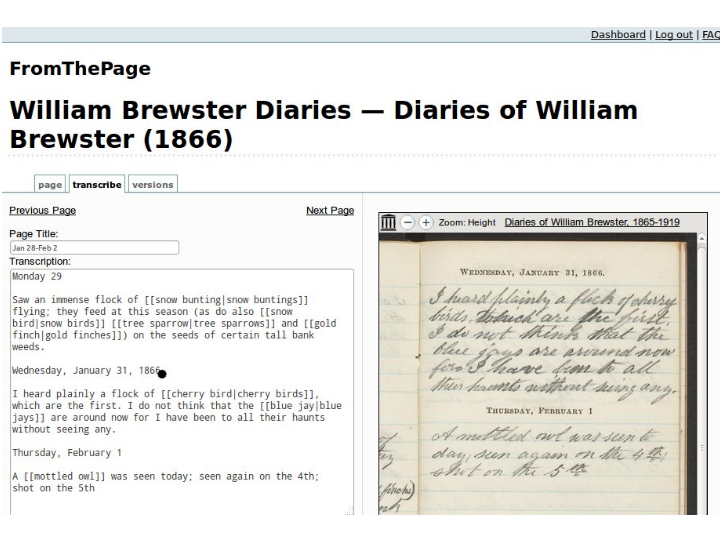 Dashboard | Log out | FAQ
FromThePage
William Brewster Diaries — Diaries of William
Brewster (1866)
page transcribe versions
Previous Page Next Page
Page Title:
Jan 28-Feb 2
Transcription:
Monday 29
Saw an immense flock of [[snow bunting|snow buntings]]
flying; they feed at this season (as do also [[snow
bird|snow birds]] [[tree sparrow|tree sparrows]] and [[gold
finch|gold finches]]) on the seeds of certain tall bank
weeds.
Wednesday, January 31, 1866
I heard plainly a flock of [[cherry bird|cherry birds]],
which are the first. I do not think that the [[blue jay|blue
jays]] are around now for I have been to all their haunts
without seeing any.
Thursday, February 1
A [[mottled owl]] was seen today; seen again on the 4th;
shot on the 5th
Zoom: Height Diaries of William Brewster, 1865-1919
WEDNESDAY, JANUARY 31, 1866.
I heard plainly a flock of cherry
birds, which are the first.
I do not think that the
blue jays are around now
for I have been to all
their haunts without seing any.
THURSDAY, FEBRUARY 1
A mottled owl was seen to
day, seen again on the 4th,
shot on the 5th